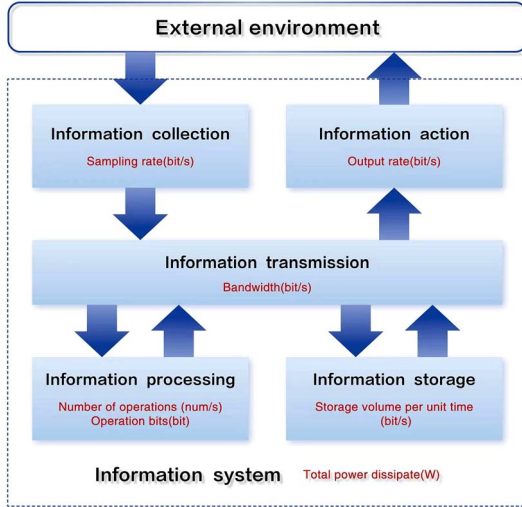 External environment
Information collection
Sampling rate(bit/s)
Information action
Output rate(bit/s)
Information transmission
Bandwidth(bit/s)
Information processing
Number of operations (num/s)
Operation bits(bit)
Information storage
Storage volume per unit time
(bit/s)
Information system Total power dissipate(W)